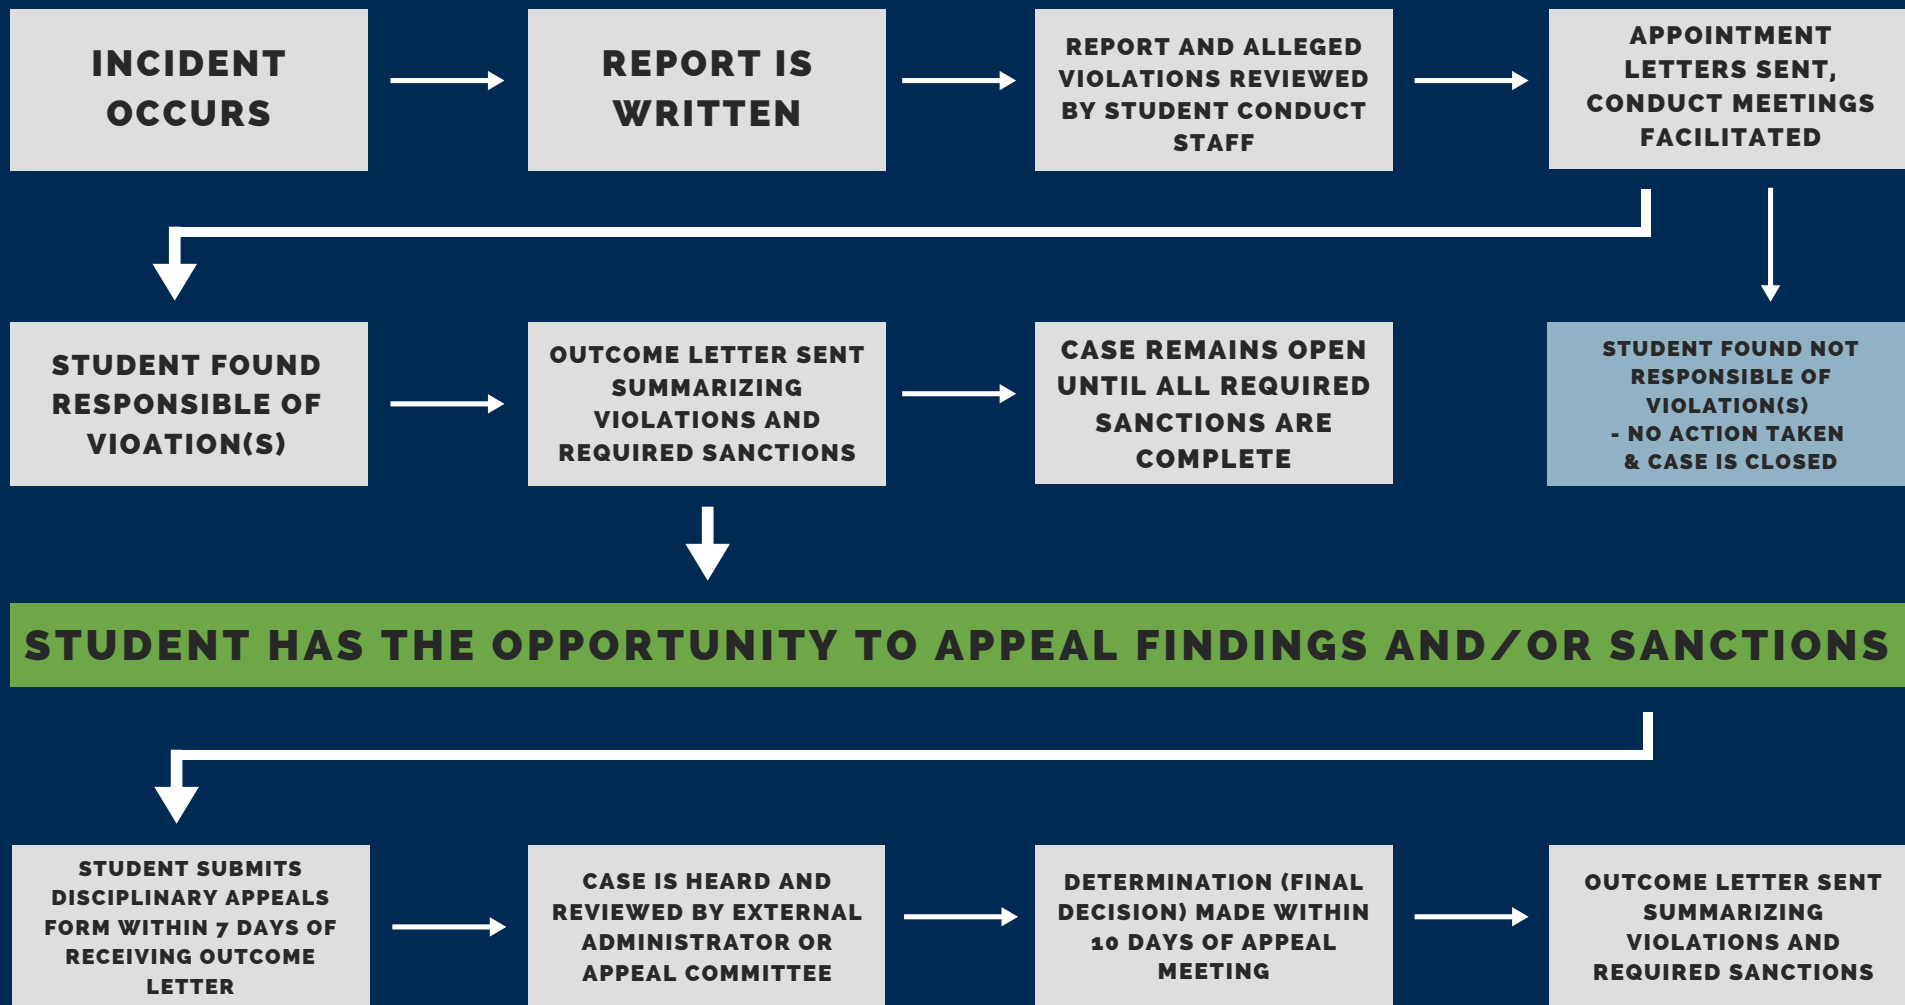 INCIDENT
OCCURS
REPORT IS
WRITTEN
REPORT AND ALLEGED
VIOLATIONS REVIEWED
BY STUDENT CONDUCT
STAFF
APPOINTMENT
LETTERS SENT,
CONDUCT MEETINGS
FACILITATED
STUDENT FOUND
RESPONSIBLE OF
VIOATION(S)
OUTCOME LETTER SENT
SUMMARIZING
VIOLATIONS AND
REQUIRED SANCTIONS
CASE REMAINS OPEN
UNTIL ALL REQUIRED
SANCTIONS ARE
COMPLETE
STUDENT FOUND NOT
RESPONSIBLE OF
VIOLATION(S)
- NO ACTION TAKEN
& CASE IS CLOSED
STUDENT HAS THE OPPORTUNITY TO APPEAL FINDINGS AND/OR SANCTIONS
STUDENT SUBMITS
DISCIPLINARY APPEALS
FORM WITHIN 7 DAYS OF
RECEIVING OUTCOME
LETTER
CASE IS HEARD AND
REVIEWED BY EXTERNAL
ADMINISTRATOR OR
APPEAL COMMITTEE
DETERMINATION (FINAL
DECISION) MADE WITHIN
10 DAYS OF APPEAL
MEETING
OUTCOME LETTER SENT
SUMMARIZING
VIOLATIONS AND
REQUIRED SANCTIONS